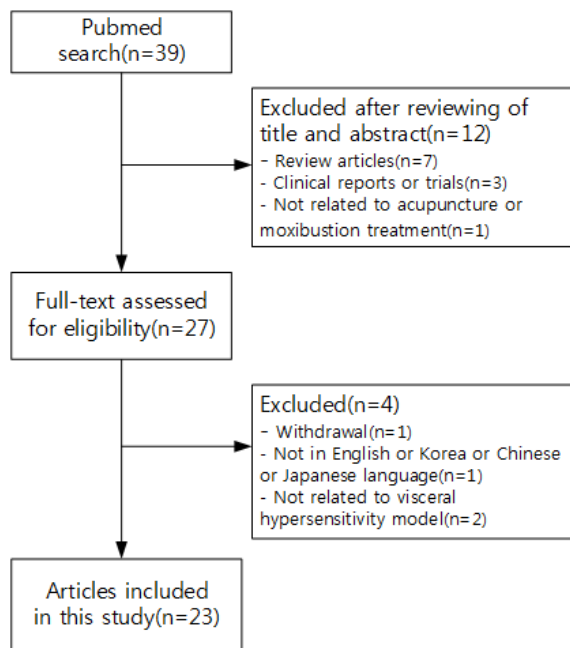 Pubmed
search(n=39)
Excluded after reviewing of
title and abstract(n=12)
- Review articles(n=7)
- Clinical reports or trials(n=3)
- Not related to acupuncture or
moxibustion treatment(n=1)
Full-text assessed
for eligibility(n=27)
Excluded(n=4)
- Withdrawal(n=1)
- Not in English or Korea or Chinese
or Japanese language(n=1)
- Not related to visceral
hypersensitivity model(n=2)
Articles included
in this study(n=23)